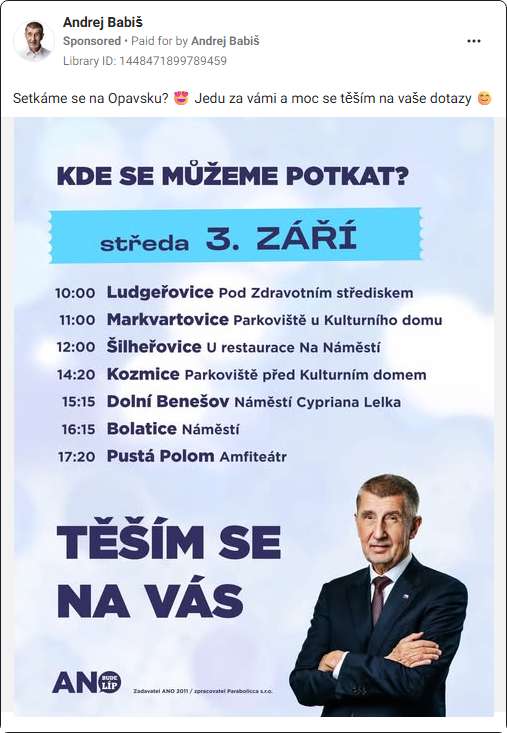 Andrej Babiš
Sponsored • Paid for by Andrej Babiš
Library ID: 1448471899789459
Setkáme se na Opavsku? 😍 Jedu za vámi a moc se těším na vaše dotazy 😊
KDE SE MŮŽEME POTKAT?
středa 3. ZÁŘÍ
10:00 Ludgeřovice Pod Zdravotním střediskem
11:00 Markvartovice Parkoviště u Kulturního domu
12:00 Šilheřovice U restaurace Na Náměstí
14:20 Kozmice Parkoviště před Kulturním domem
15:15 Dolní Benešov Náměstí Cypriana Lelka
16:15 Bolatice Náměstí
17:20 Pustá Polom Amfiteátr
TĚŠÍM SE
NA VÁS
ANO BUDE LÍP
Zadavatel ANO 2011 / zpracovatel Parabolicca s.r.o.